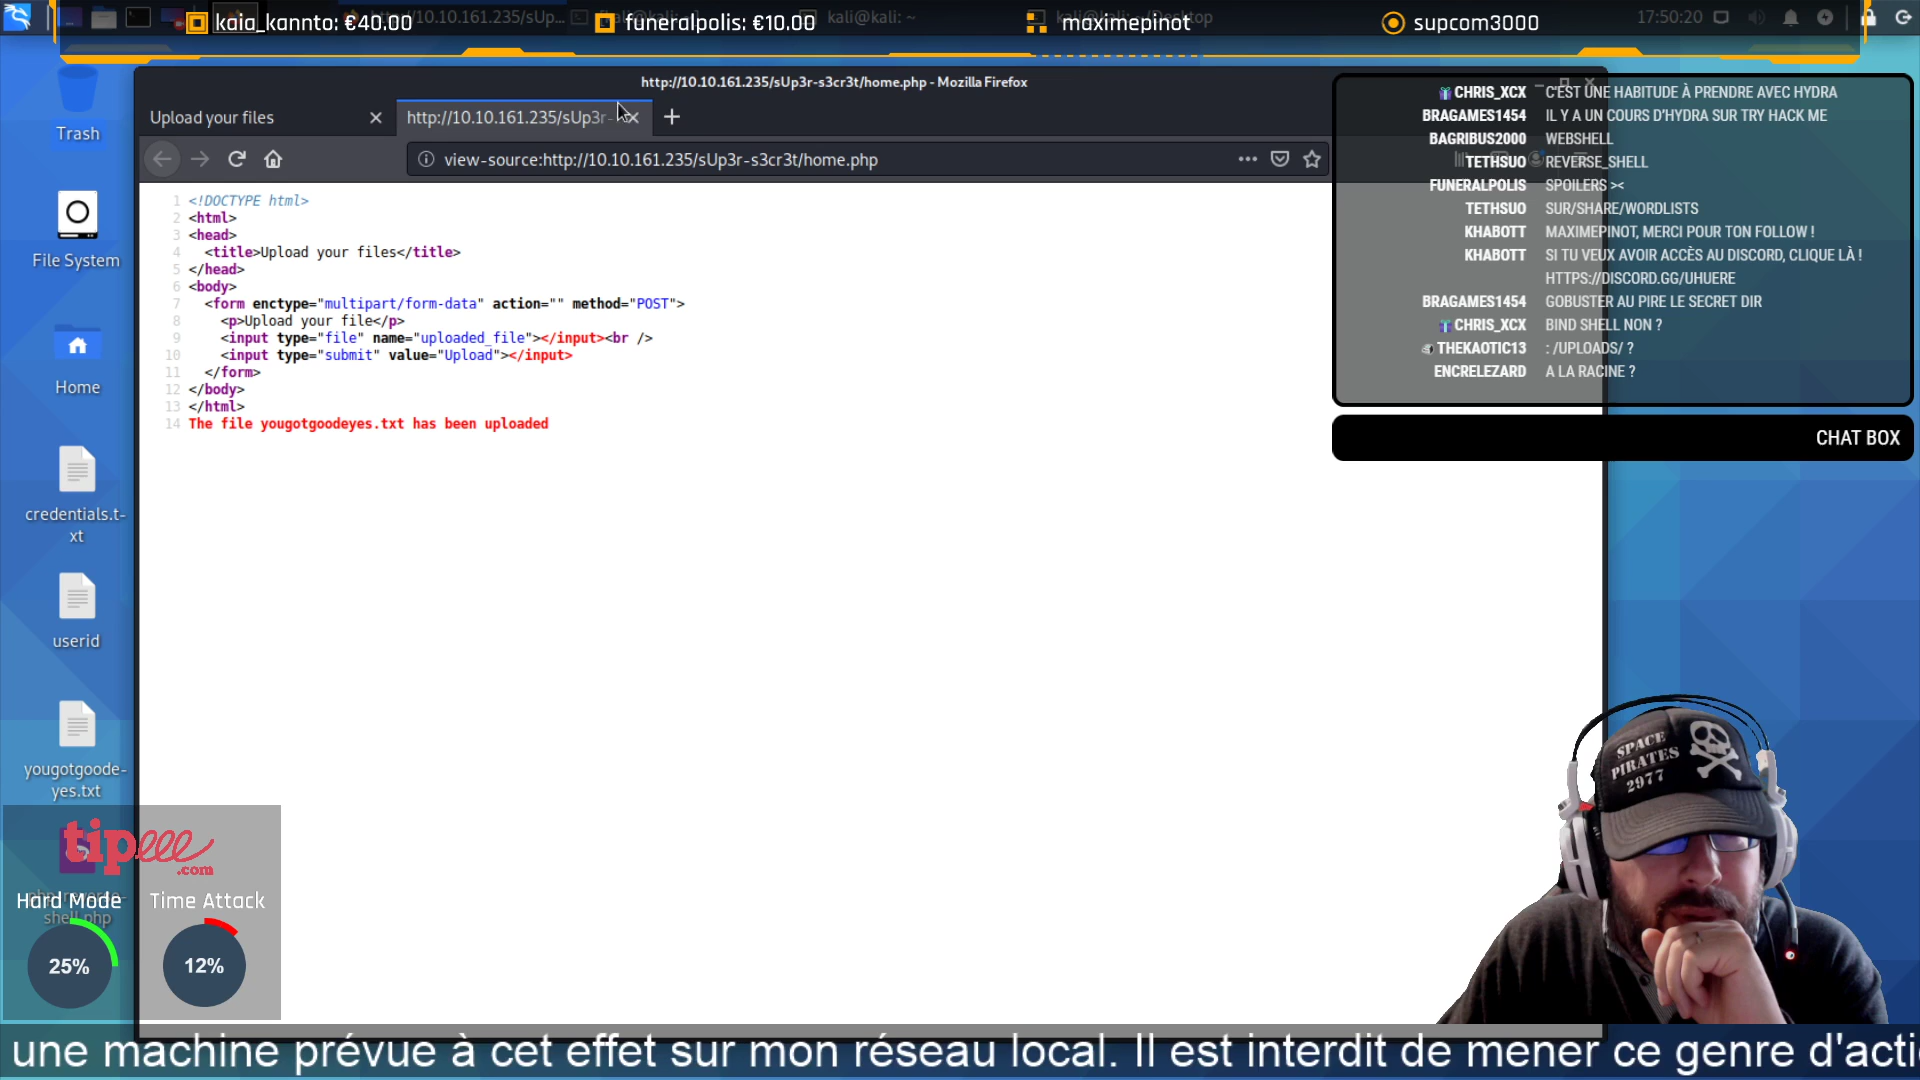 kaia_kannto: €40.00
funeralpolis: €10.00
maximepinot
supcom3000
17:50:20
http://10.10.161.235/sUp3r-s3cr3t/home.php - Mozilla Firefox
Upload your files
http://10.10.161.235/sUp3r-
view-source:http://10.10.161.235/sUp3r-s3cr3t/home.php
1 <!DOCTYPE html>
2 <html>
3 <head>
4 <title>Upload your files</title>
5 </head>
6 <body>
7 <form enctype="multipart/form-data" action="" method="POST">
8 <p>Upload your file</p>
9 <input type="file" name="uploaded_file"></input><br />
10 <input type="submit" value="Upload"></input>
11 </form>
12 </body>
13 </html>
14 The file yougotgoodeyes.txt has been uploaded
Trash
File System
Home
credentials.t-
xt
userid
yougotgoode-
yes.txt
tipeee
.com
Hard Mode
Time Attack
shell.php
25%
12%
CHRIS_XCX C'EST UNE HABITUDE À PRENDRE AVEC HYDRA
BRAGAMES1454 IL Y A UN COURS D'HYDRA SUR TRY HACK ME
BAGRIBUS2000 WEBSHELL
TETHSUO REVERSE_SHELL
FUNERALPOLIS SPOILERS ><
TETHSUO SUR/SHARE/WORDLISTS
KHABOTT MAXIMEPINOT, MERCI POUR TON FOLLOW !
KHABOTT SI TU VEUX AVOIR ACCÈS AU DISCORD, CLIQUE LÀ !
HTTPS://DISCORD.GG/UHUERE
BRAGAMES1454 GOBUSTER AU PIRE LE SECRET DIR
CHRIS_XCX BIND SHELL NON ?
THEKAOTIC13 : /UPLOADS/ ?
ENCRELEZARD A LA RACINE ?
CHAT BOX
SPACE
PIRATES
2977
une machine prévue à cet effet sur mon réseau local. Il est interdit de mener ce genre d'acti